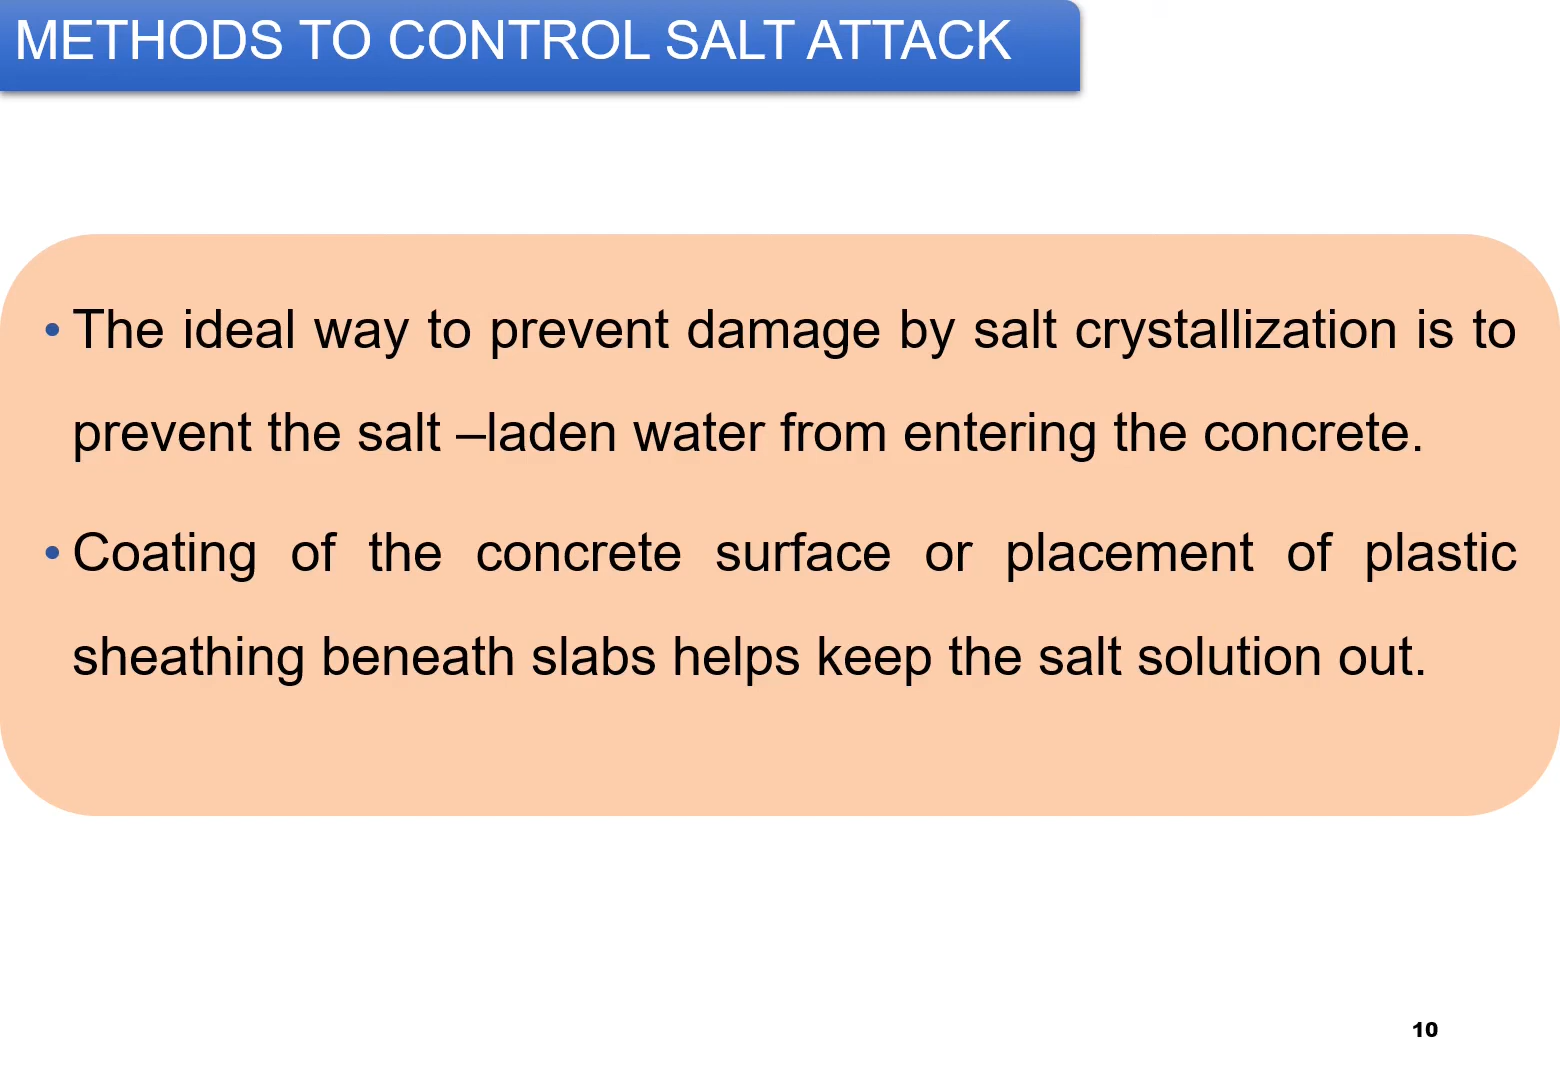 METHODS TO CONTROL SALT ATTACK
• The ideal way to prevent damage by salt crystallization is to
prevent the salt –laden water from entering the concrete.
• Coating of the concrete surface or placement of plastic
sheathing beneath slabs helps keep the salt solution out.
10